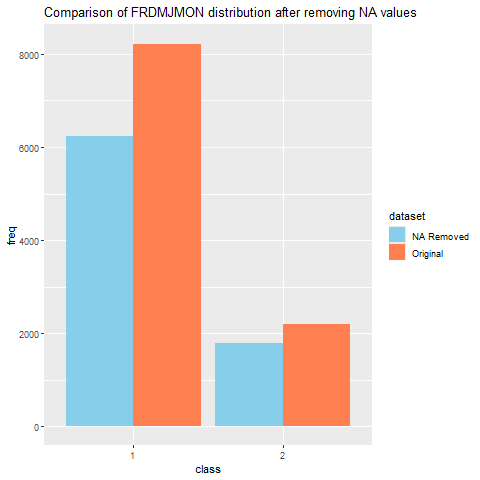 Comparison of FRDMJMON distribution after removing NA values
8000
6000
4000
2000
0
freq
1
2
class
dataset
NA Removed
Original